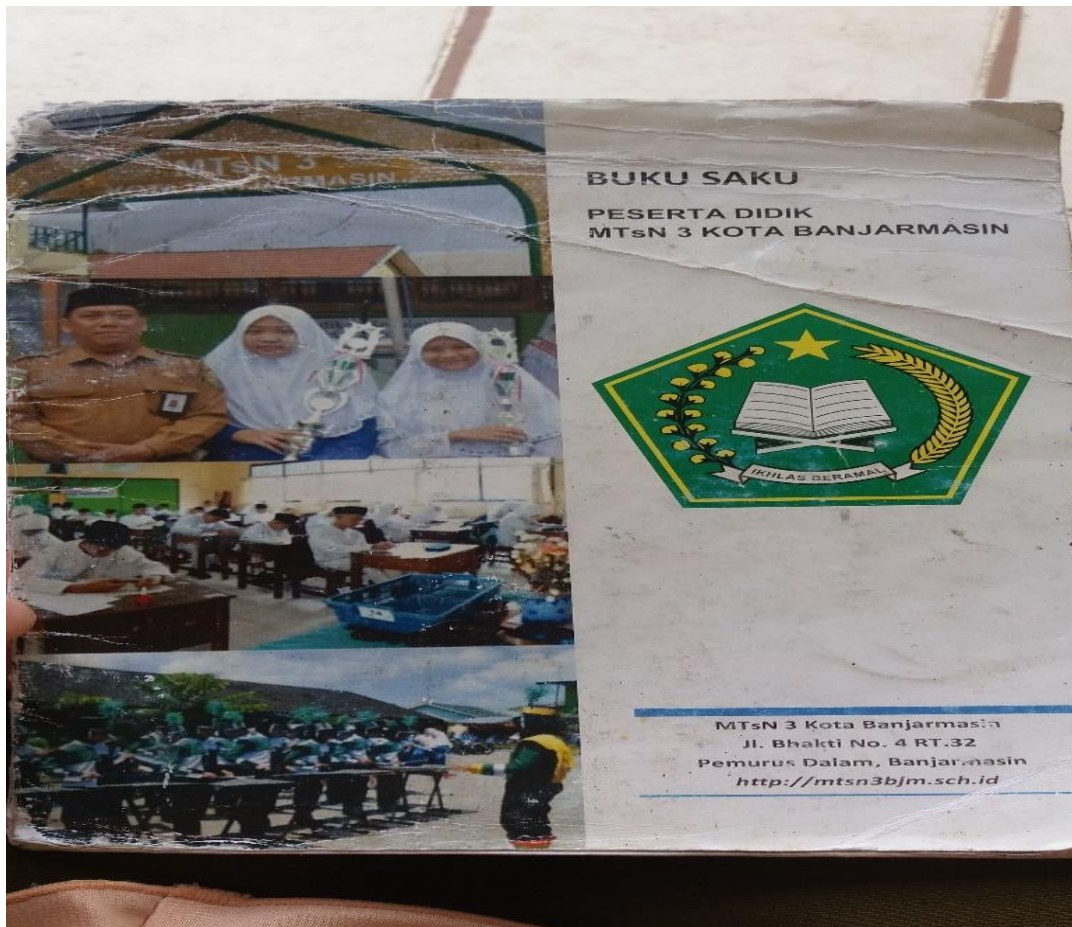 MTsN 3
BUKU SAKU
PESERTA DIDIK
MTsN 3 KOTA BANJARMASIN
IKHLAS BERAMAL
MTsN 3 Kota Banjarmasin
Jl. Bhakti No. 4 RT.32
Pemurus Dalam, Banjarmasin
http://mtsn3bjm.sch.id